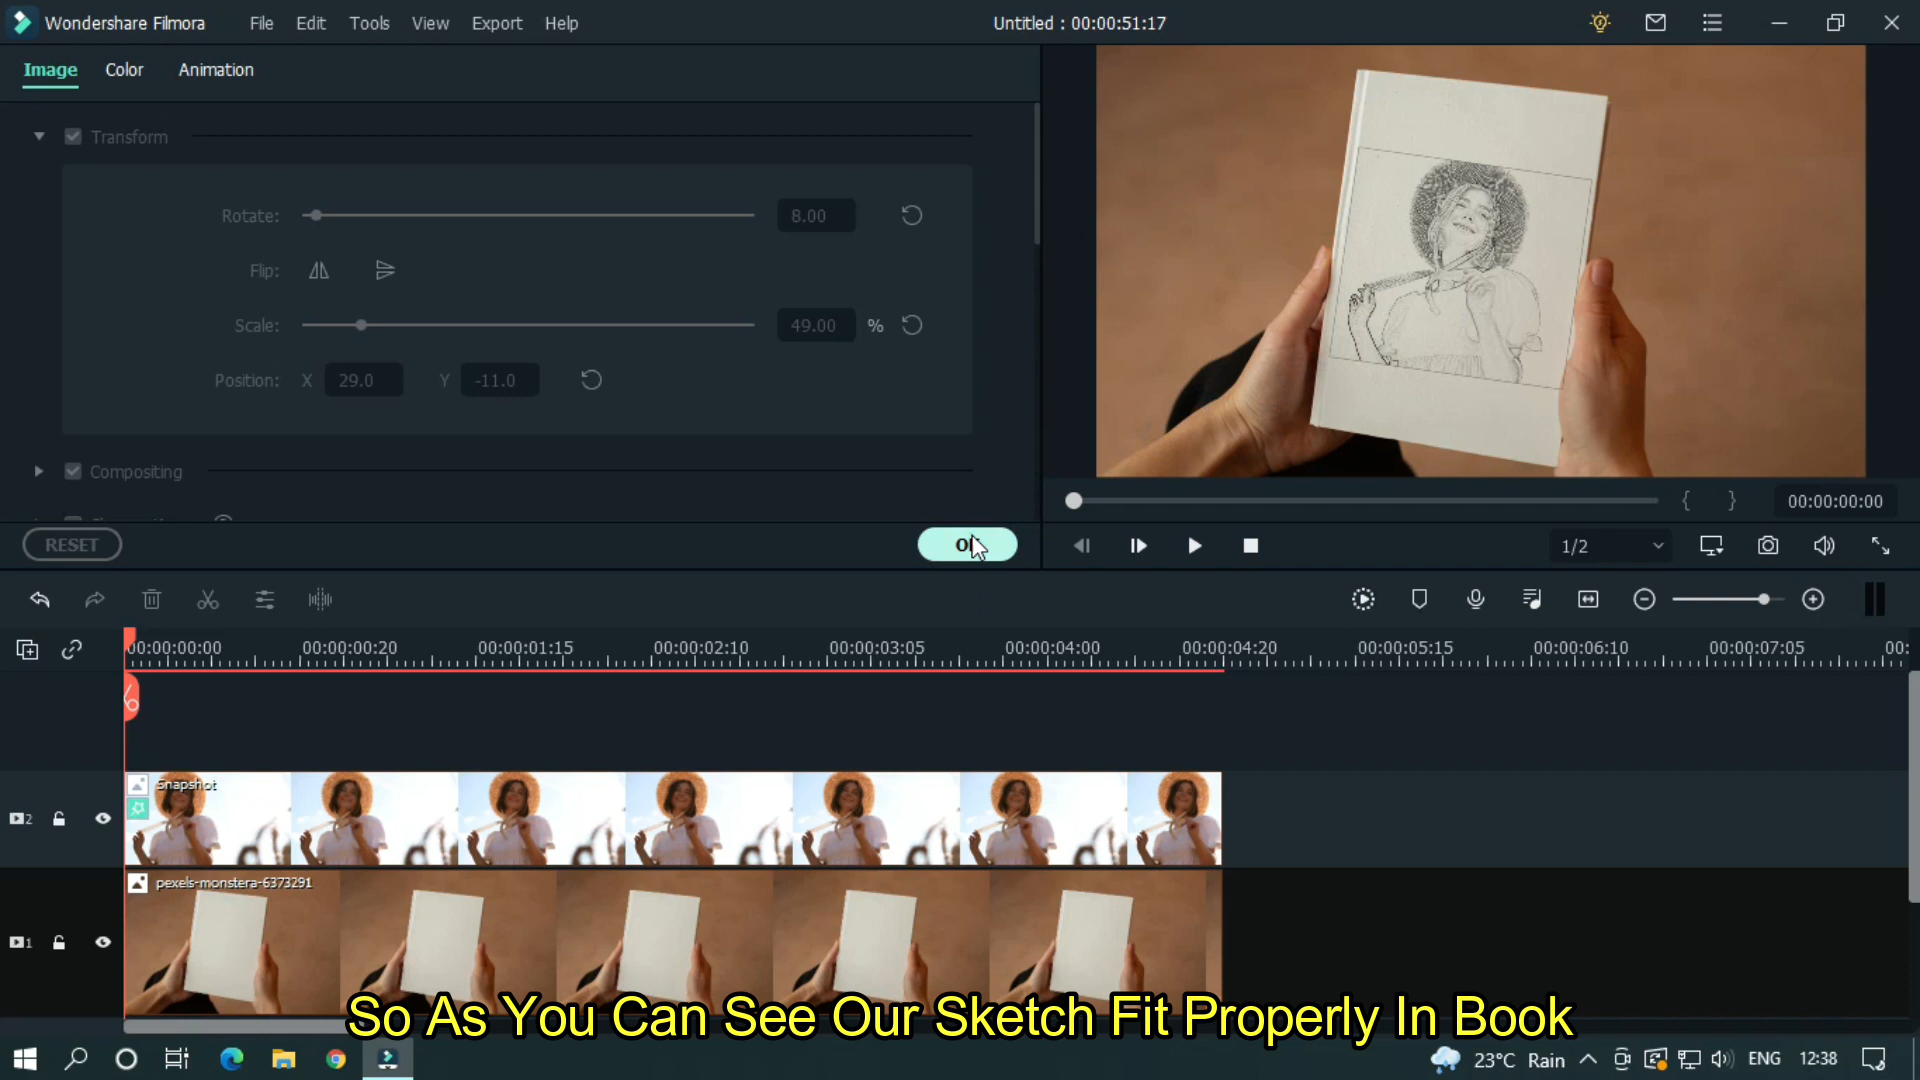 Wondershare Filmora
File
Edit
Tools
View
Export
Help
Untitled : 00:00:51:17
Image
Color
Animation
Transform
Rotate:
8.00
Flip:
Scale:
49.00
%
Position:
X
29.0
Y
-11.0
Compositing
RESET
{ }
00:00:00:00
1/2
00:00:00:00
00:00:00:20
00:00:01:15
00:00:02:10
00:00:03:05
00:00:04:00
00:00:04:20
00:00:05:15
00:00:06:10
00:00:07:05
00:
Snapshot
2
pexels-monstera-6373291
1
So As You Can See Our Sketch Fit Properly In Book
23°C Rain
ENG
12:38